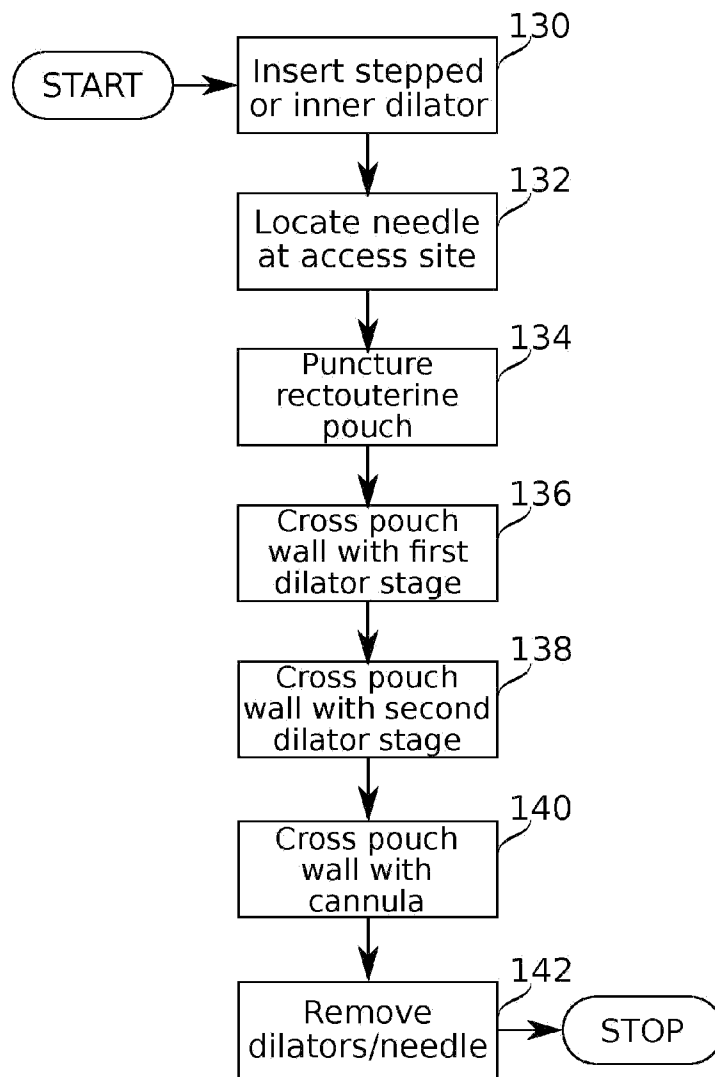 START
130
Insert stepped
or inner dilator
132
Locate needle
at access site
134
Puncture
rectouterine
pouch
136
Cross pouch
wall with first
dilator stage
138
Cross pouch
wall with second
dilator stage
140
Cross pouch
wall with
cannula
142
Remove
dilators/needle
STOP